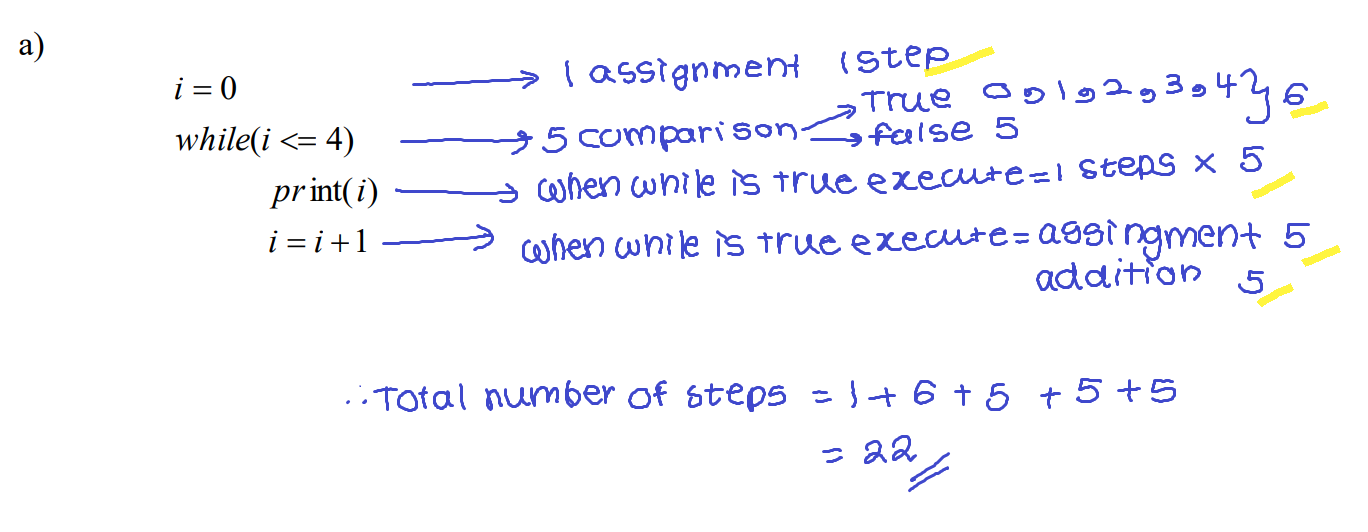 a)
i = 0 → 1 assignment 1 step
while(i <= 4) → 5 comparison → True 0, 1, 2, 3, 4 } 6
→ false 5
print(i) → when while is true execute = 1 steps × 5
i = i + 1 → when while is true execute = assingment 5
addition 5
∴ Total number of steps = 1 + 6 + 5 + 5 + 5
= 22